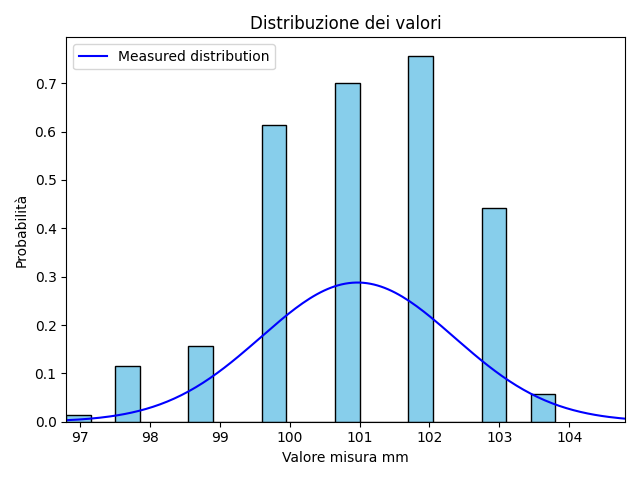 Distribuzione dei valori
Measured distribution
Probabilità
0.7
0.6
0.5
0.4
0.3
0.2
0.1
0.0
97 98 99 100 101 102 103 104
Valore misura mm